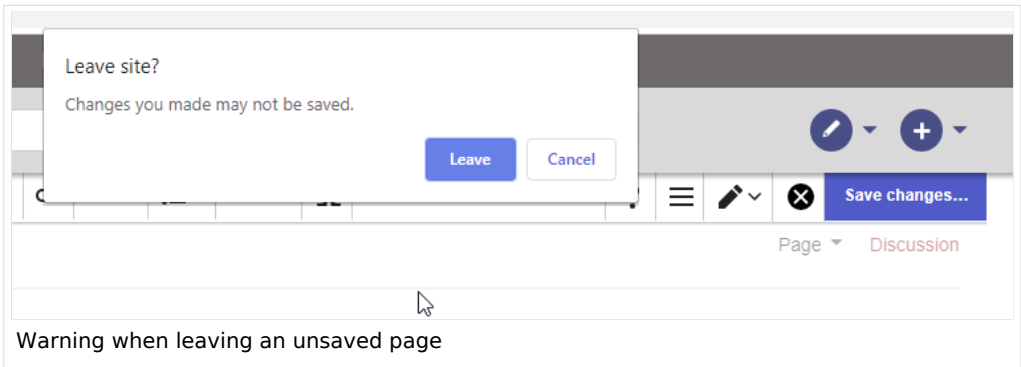 Leave site?
Changes you made may not be saved.
Leave Cancel
Save changes...
Page Discussion
Warning when leaving an unsaved page